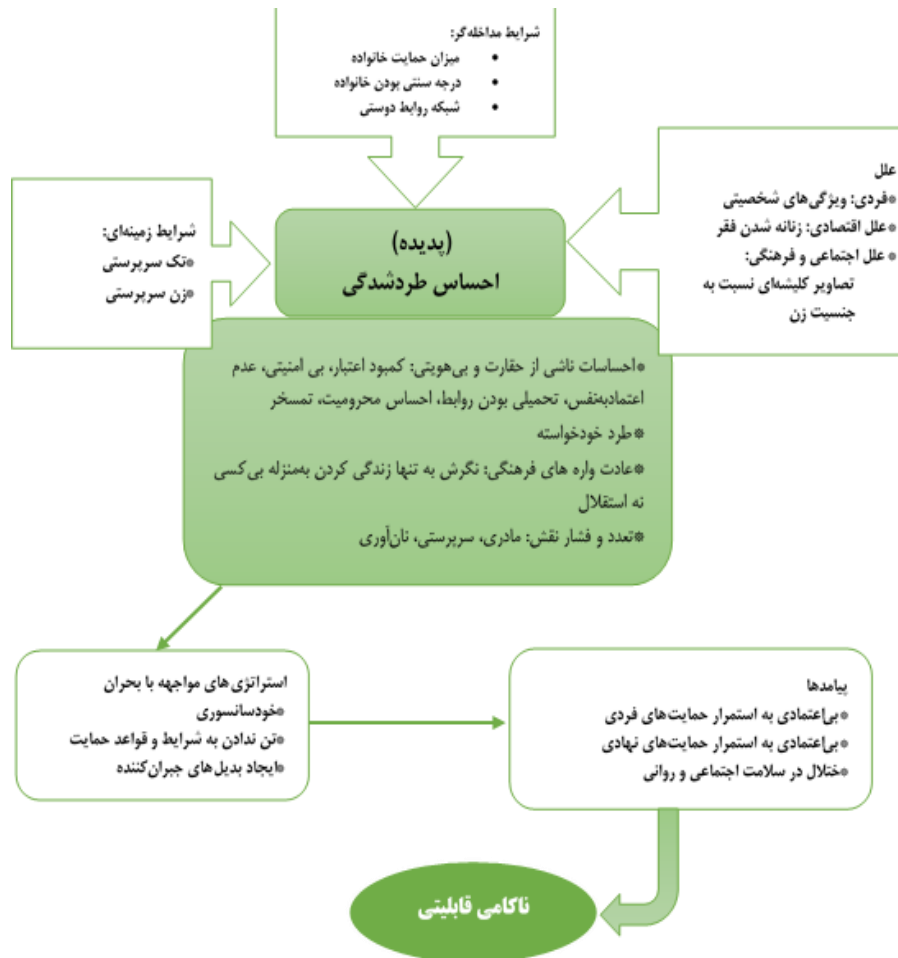 شرایط مداخله‌گر:
• میزان حمایت خانواده
• درجه سنتی بودن خانواده
• شبکه روابط دوستی
علل
*فردی: ویژگی‌های شخصیتی
*علل اقتصادی: زنانه شدن فقر
*علل اجتماعی و فرهنگی:
تصاویر کلیشه‌ای نسبت به
جنسیت زن
شرایط زمینه‌ای:
*تک سرپرستی
*زن سرپرستی
(پدیده)
احساس طردشدگی
*احساسات ناشی از حقارت و بی‌هویتی: کمبود اعتبار، بی امنیتی، عدم
اعتمادبه‌نفس، تحمیلی بودن روابط، احساس محرومیت، تمسخر
*طرد خودخواسته
*عادت واره های فرهنگی: نگرش به تنها زندگی کردن به‌منزله بی‌کسی
نه استقلال
*تعدد و فشار نقش: مادری، سرپرستی، نان‌آوری
استراتژی‌های مواجهه با بحران
*خودسانسوری
*تن ندادن به شرایط و قواعد حمایت
*ایجاد بدیل‌های جبران‌کننده
پیامدها
*بی‌اعتمادی به استمرار حمایت‌های فردی
*بی‌اعتمادی به استمرار حمایت‌های نهادی
*ختلال در سلامت اجتماعی و روانی
ناکامی قابلیتی